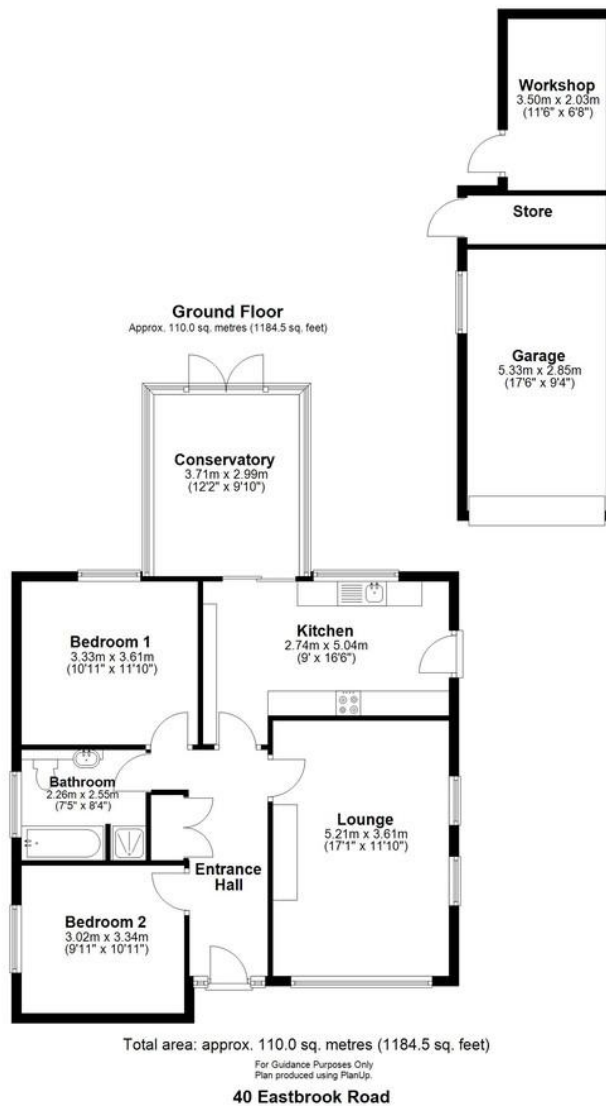 Workshop
3.50m x 2.03m
(11'6" x 6'8")
Store
Ground Floor
Approx. 110.0 sq. metres (1184.5 sq. feet)
Garage
5.33m x 2.85m
(17'6" x 9'4")
Conservatory
3.71m x 2.99m
(12'2" x 9'10")
Bedroom 1
3.33m x 3.61m
(10'11" x 11'10")
Kitchen
2.74m x 5.04m
(9' x 16'6")
Bathroom
2.26m x 2.55m
(7'5" x 8'4")
Lounge
5.21m x 3.61m
(17'1" x 11'10")
Entrance
Hall
Bedroom 2
3.02m x 3.34m
(9'11" x 10'11")
Total area: approx. 110.0 sq. metres (1184.5 sq. feet)
For Guidance Purposes Only
Plan produced using PlanUp.
40 Eastbrook Road